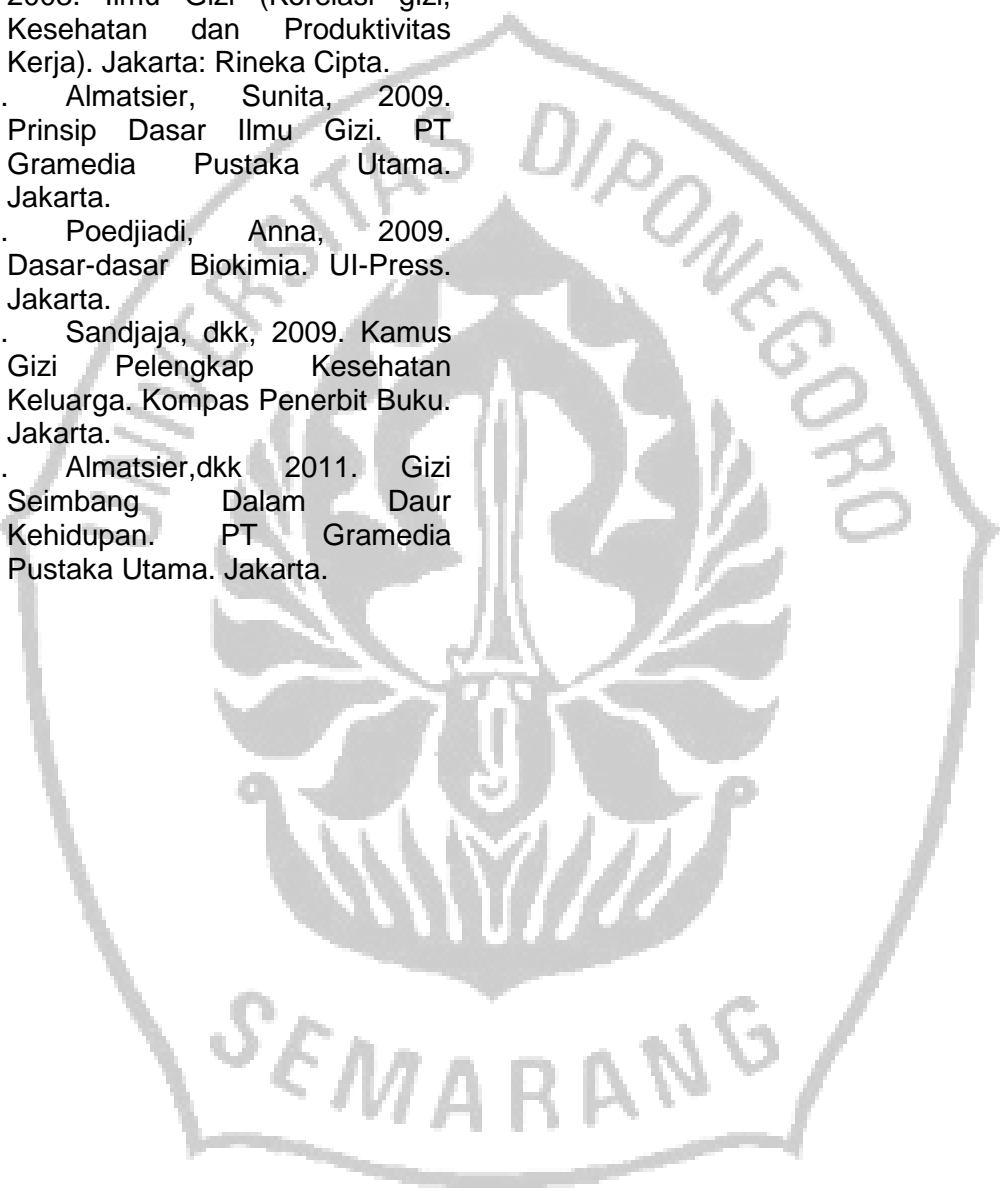 2008. Ilmu Gizi (Korelasi gizi,
Kesehatan dan Produktivitas
Kerja). Jakarta: Rineka Cipta.
. Almatsier, Sunita, 2009.
Prinsip Dasar Ilmu Gizi. PT
Gramedia Pustaka Utama.
Jakarta.
. Poedjiadi, Anna, 2009.
Dasar-dasar Biokimia. UI-Press.
Jakarta.
. Sandjaja, dkk, 2009. Kamus
Gizi Pelengkap Kesehatan
Keluarga. Kompas Penerbit Buku.
Jakarta.
. Almatsier,dkk 2011. Gizi
Seimbang Dalam Daur
Kehidupan. PT Gramedia
Pustaka Utama. Jakarta.
UNIVERSITAS DIPONEGORO
SEMARANG